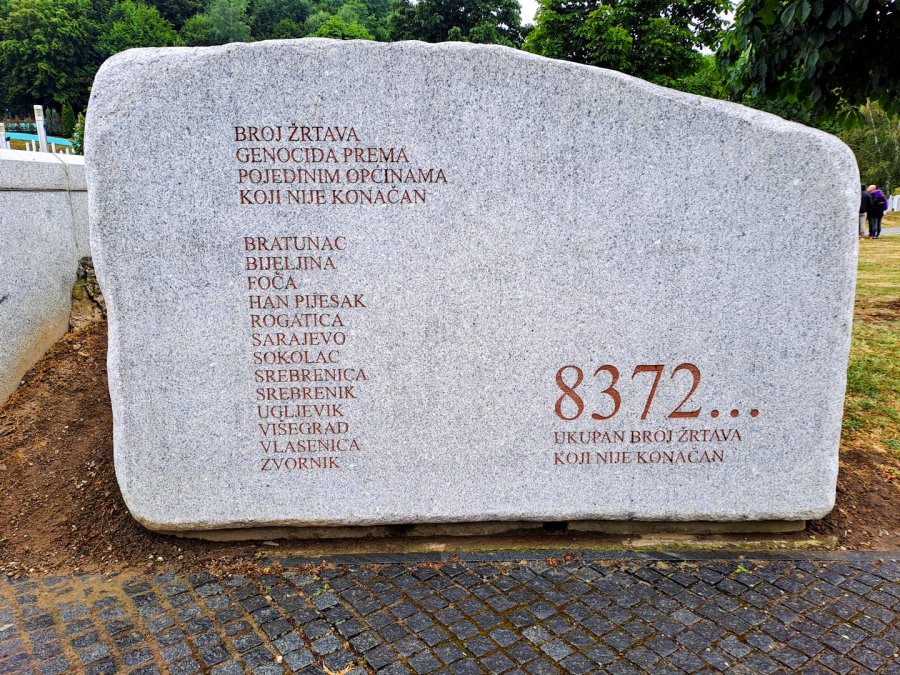 BROJ ŽRTAVA
GENOCIDA PREMA
POJEDINIM OPĆINAMA
KOJI NIJE KONAČAN
BRATUNAC
BIJELJINA
FOČA
HAN PIJESAK
ROGATICA
SARAJEVO
SOKOLAC
SREBRENICA
SREBRENIK
UGLJEVIK
VIŠEGRAD
VLASENICA
ZVORNIK
8372...
UKUPAN BROJ ŽRTAVA
KOJI NIJE KONAČAN